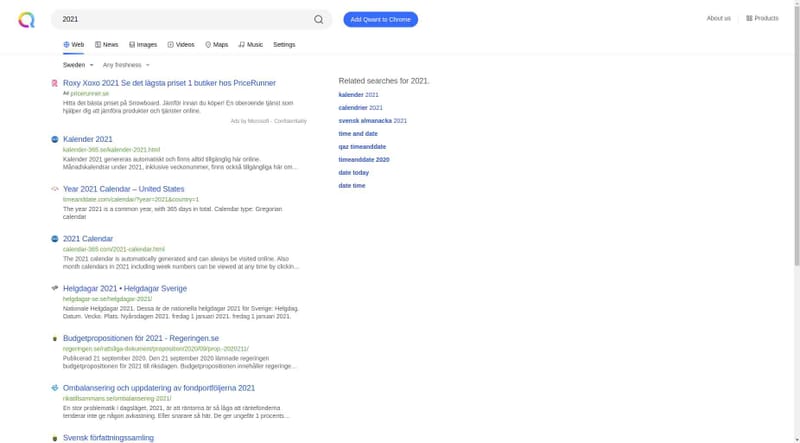 2021
Add Qwant to Chrome
About us
Products
Web
News
Images
Videos
Maps
Music
Settings
Sweden
Any freshness
Roxy Xoxo 2021 Se det lägsta priset 1 butiker hos PriceRunner
Ad pricerunner.se
Hitta det bästa priset på Snowboard. Jämför innan du köper! En oberoende tjänst som
hjälper dig att jämföra produkter och tjänster online.
Ads by Microsoft - Confidentiality
Kalender 2021
kalender-365.se/kalender-2021.html
Kalender 2021 genereras automatiskt och finns alltid tillgänglig här online.
Månadskalendrar under 2021, inklusive veckonummer, finns också tillgängliga här om...
Year 2021 Calendar – United States
timeanddate.com/calendar/?year=2021&country=1
The year 2021 is a common year, with 365 days in total. Calendar type: Gregorian
calendar
2021 Calendar
calendar-365.com/2021-calendar.html
The 2021 calendar is automatically generated and can always be visited online. Also
month calendars in 2021 including week numbers can be viewed at any time by clickin...
Helgdagar 2021 • Helgdagar Sverige
helgdagar-se.se/helgdagar-2021/
Nationale Helgdagar 2021. Dessa är de nationella helgdagar 2021 för Sverige: Helgdag.
Datum. Vecko. Plats. Nyårsdagen 2021. fredag 1 januari 2021. fredag 1 januari 2021.
Budgetpropositionen för 2021 - Regeringen.se
regeringen.se/rattsliga-dokument/proposition/2020/09/prop.-2020211/
Publicerad 21 september 2020. Den 21 september 2020 lämnade regeringen
budgetpropositionen för 2021 till riksdagen. Budgetpropositionen innehåller regeringe...
Ombalansering och uppdatering av fondportföljerna 2021
rikatillsammans.se/ombalansering-2021/
En stor problematik i dagsläget, 2021, är att räntorna är så låga att räntefonderna
tenderar inte ge någon avkastning. Eller snarare så här. De ger ungefär 1 procents...
Svensk författningssamling
Related searches for 2021.
kalender 2021
calendrier 2021
svensk almanacka 2021
time and date
qaz timeanddate
timeanddate 2020
date today
date time